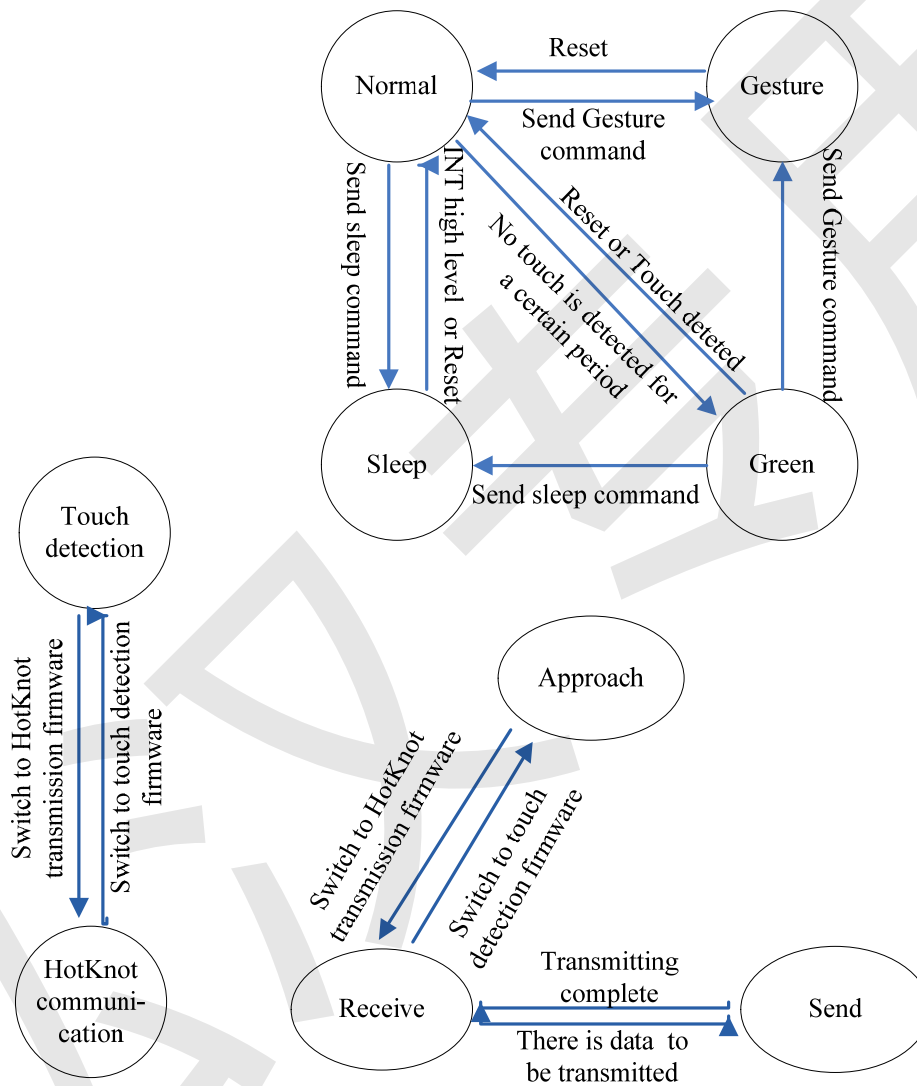 Normal
Reset
Gesture
Send Gesture
command
Send sleep command
INT high level  or Reset
Reset or Touch deteted
No touch is detected for
a certain period
Send Gesture command
Sleep
Send sleep command
Green
Touch
detection
Switch to HotKnot
transmission firmware
Switch to touch detection
firmware
HotKnot
communi-
cation
Approach
Switch to HotKnot
transmission firmware
Switch to touch
detection firmware
Receive
Transmitting
complete
There is data  to
be transmitted
Send